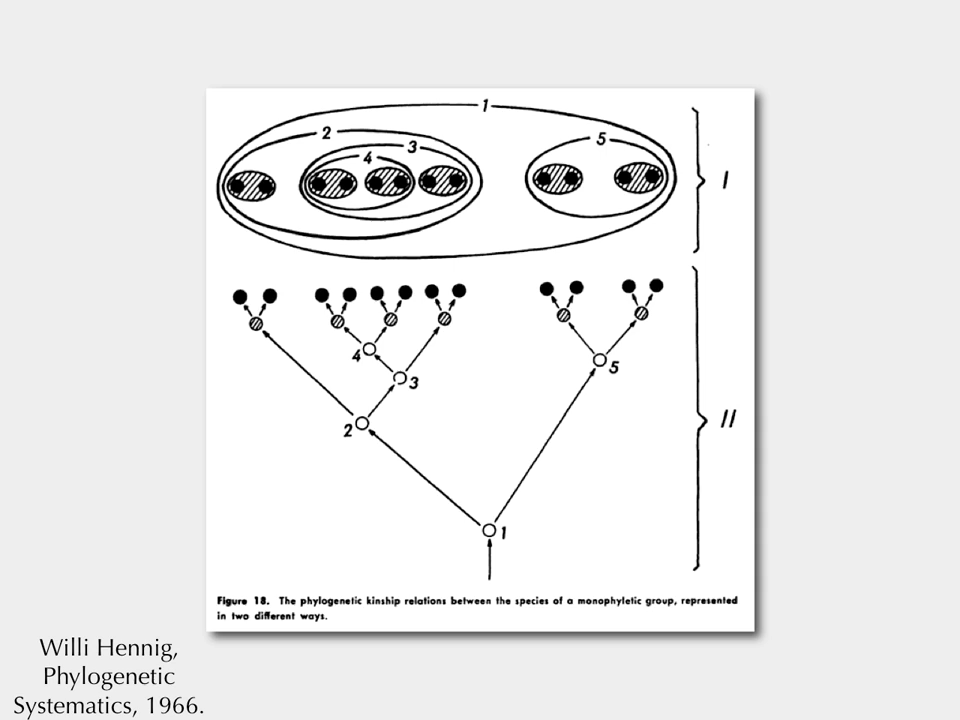 1
2
3
4
5
I
4
3
5
2
II
1
Figure 18. The phylogenetic kinship relations between the species of a monophyletic group, represented
in two different ways.
Willi Hennig,
Phylogenetic
Systematics, 1966.